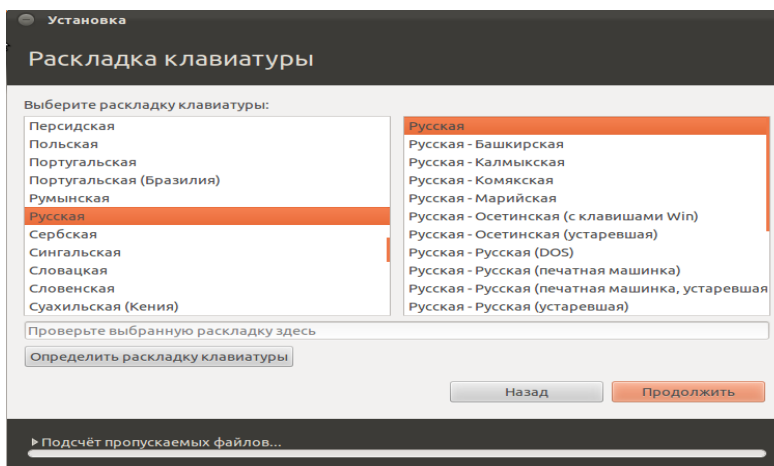 Установка
Раскладка клавиатуры
Выберите раскладку клавиатуры:
Персидская
Польская
Португальская
Португальская (Бразилия)
Румынская
Русская
Сербская
Сингальская
Словацкая
Словенская
Суахильская (Кения)
Русская
Русская - Башкирская
Русская - Калмыкская
Русская - Комякская
Русская - Марийская
Русская - Осетинская (с клавишами Win)
Русская - Осетинская (устаревшая)
Русская - Русская (DOS)
Русская - Русская (печатная машинка)
Русская - Русская (печатная машинка, устаревшая
Русская - Русская (устаревшая)
Проверьте выбранную раскладку здесь
Определить раскладку клавиатуры
Назад
Продолжить
Подсчёт пропускаемых файлов...